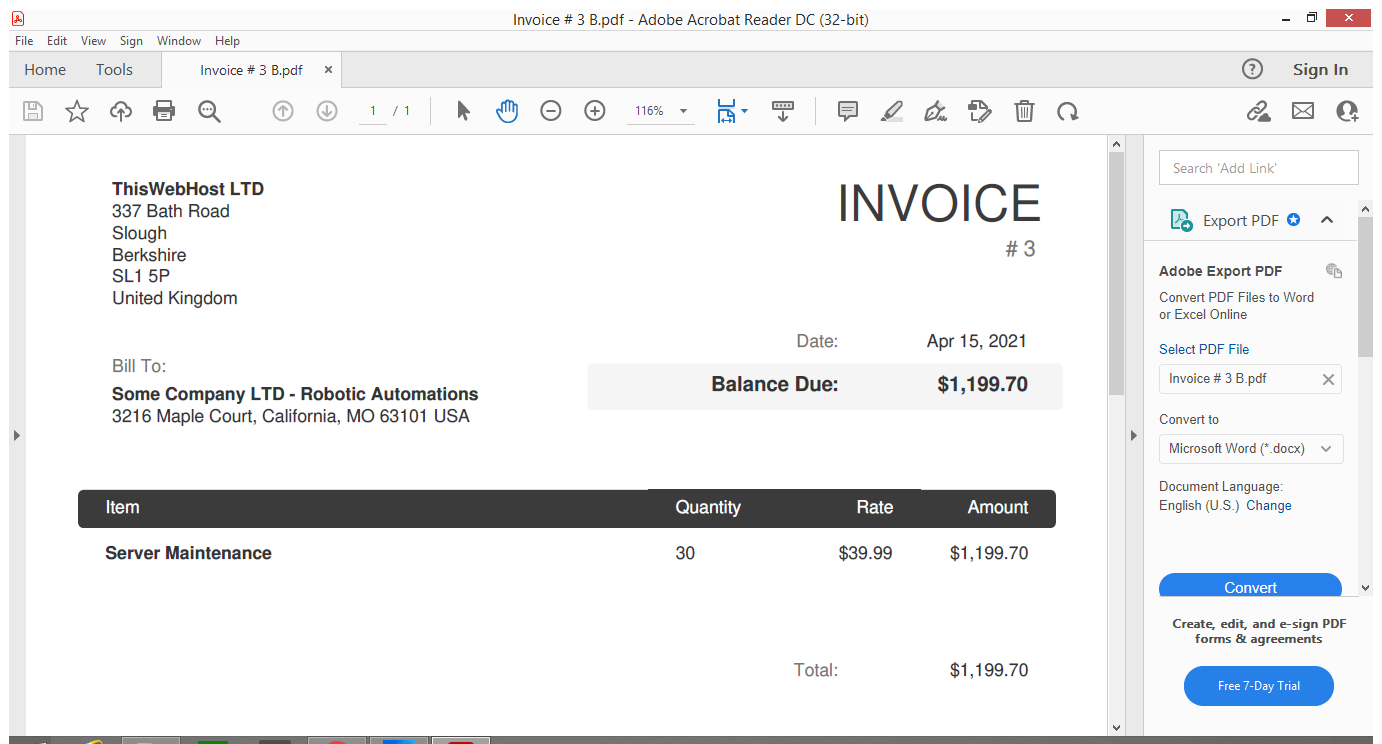 Invoice # 3 B.pdf - Adobe Acrobat Reader DC (32-bit)
File Edit View Sign Window Help
Home Tools Invoice # 3 B.pdf × ? Sign In
1 / 1 116%
ThisWebHost LTD
337 Bath Road
Slough
Berkshire
SL1 5P
United Kingdom
INVOICE
# 3
Date: Apr 15, 2021
Balance Due: $1,199.70
Bill To:
Some Company LTD - Robotic Automations
3216 Maple Court, California, MO 63101 USA
Item Quantity Rate Amount
Server Maintenance 30 $39.99 $1,199.70
Total: $1,199.70
Search 'Add Link'
Export PDF
Adobe Export PDF
Convert PDF Files to Word
or Excel Online
Select PDF File
Invoice # 3 B.pdf
Convert to
Microsoft Word (*.docx)
Document Language:
English (U.S.) Change
Convert
Create, edit, and e-sign PDF
forms & agreements
Free 7-Day Trial